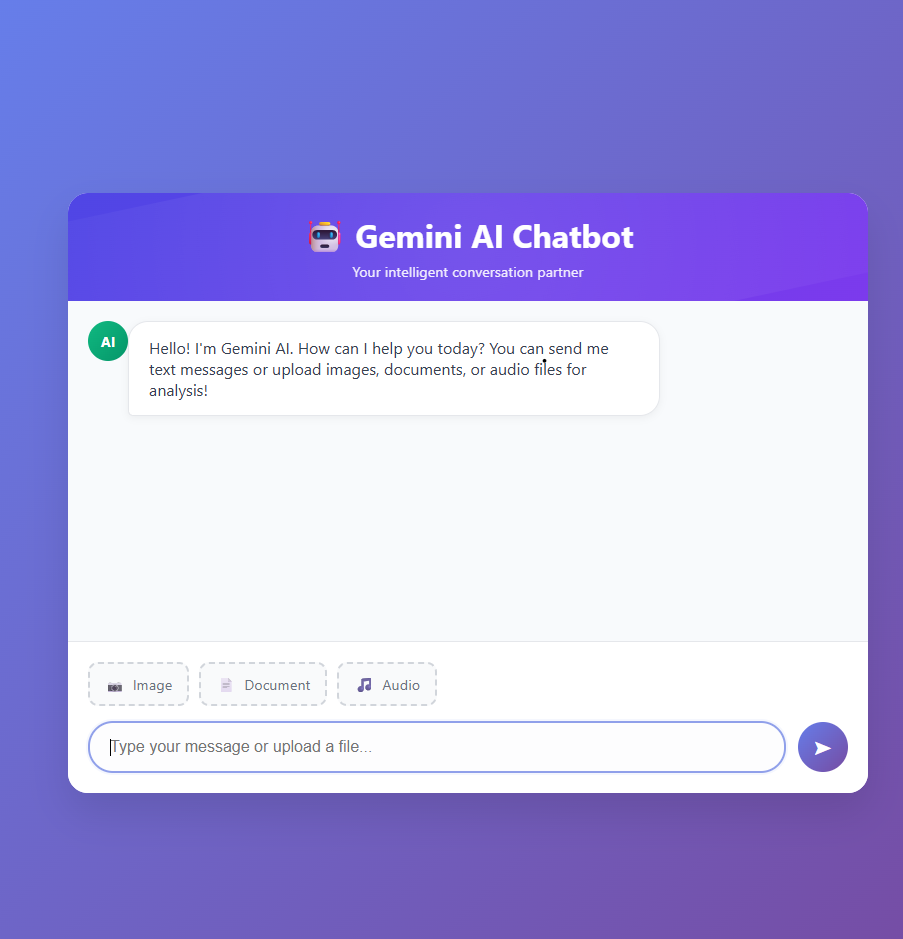 Gemini AI Chatbot
Your intelligent conversation partner
AI
Hello! I'm Gemini AI. How can I help you today? You can send me
text messages or upload images, documents, or audio files for
analysis!
Image
Document
Audio
Type your message or upload a file...